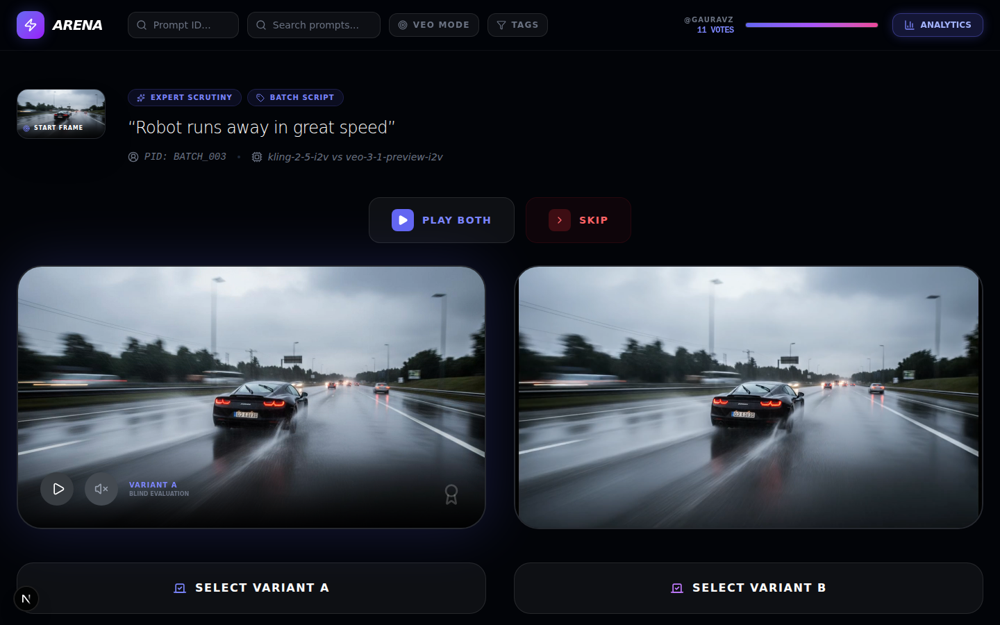 ARENA
Prompt ID...
Search prompts...
VEO MODE
TAGS
@GAURAVZ
11 VOTES
ANALYTICS
START FRAME
EXPERT SCRUTINY
BATCH SCRIPT
“Robot runs away in great speed”
PID: BATCH_003 • kling-2-5-i2v vs veo-3-1-preview-i2v
PLAY BOTH
SKIP
VARIANT A
BLIND EVALUATION
SELECT VARIANT A
SELECT VARIANT B
N